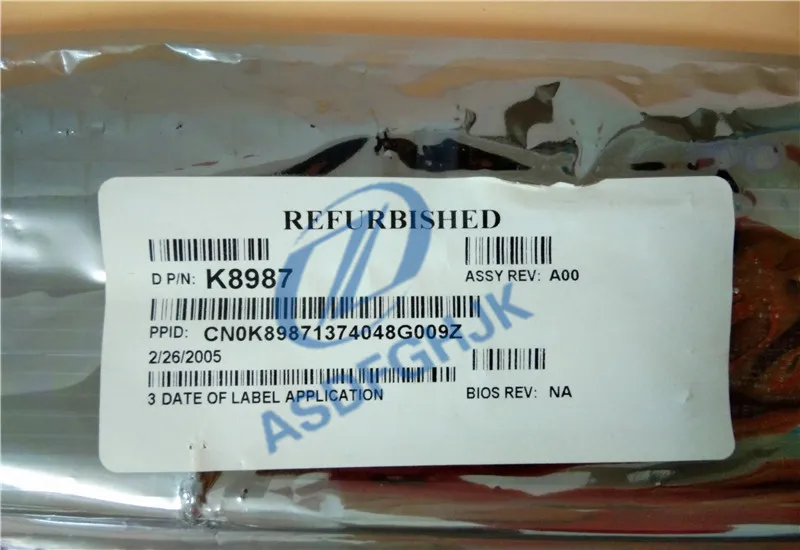 REFURBISHED
D P/N: K8987
ASSY REV: A00
PPID: CN0K89871374048G009Z
2/26/2005
3 DATE OF LABEL APPLICATION
BIOS REV: NA
ASDFGHJK